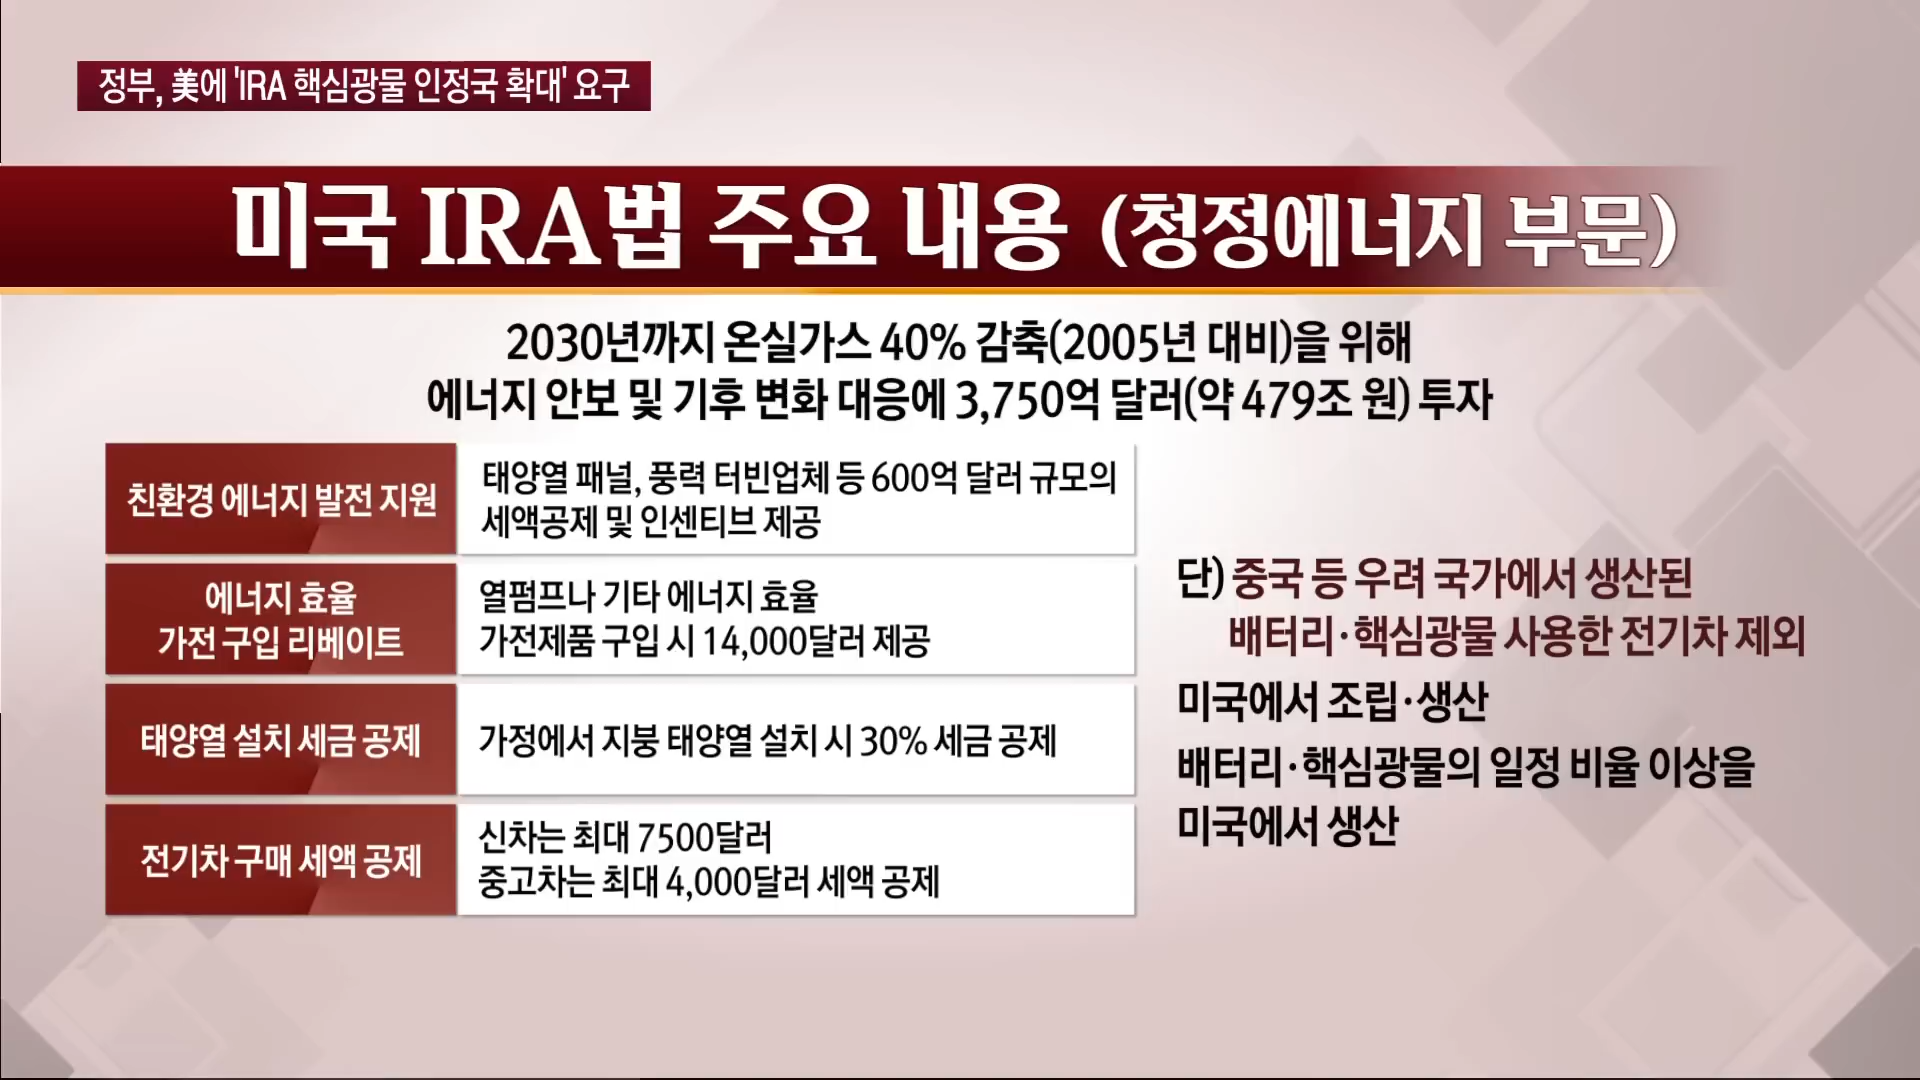 정부, 美에 'IRA 핵심광물 인정국 확대' 요구
미국 IRA법 주요 내용 (청정에너지 부문)
2030년까지 온실가스 40% 감축(2005년 대비)을 위해
에너지 안보 및 기후 변화 대응에 3,750억 달러(약 479조 원) 투자
친환경 에너지 발전 지원
태양열 패널, 풍력 터빈업체 등 600억 달러 규모의
세액공제 및 인센티브 제공
에너지 효율
가전 구입 리베이트
열펌프나 기타 에너지 효율
가전제품 구입 시 14,000달러 제공
태양열 설치 세금 공제
가정에서 지붕 태양열 설치 시 30% 세금 공제
전기차 구매 세액 공제
신차는 최대 7500달러
중고차는 최대 4,000달러 세액 공제
단) 중국 등 우려 국가에서 생산된
배터리·핵심광물 사용한 전기차 제외
미국에서 조립·생산
배터리·핵심광물의 일정 비율 이상을
미국에서 생산